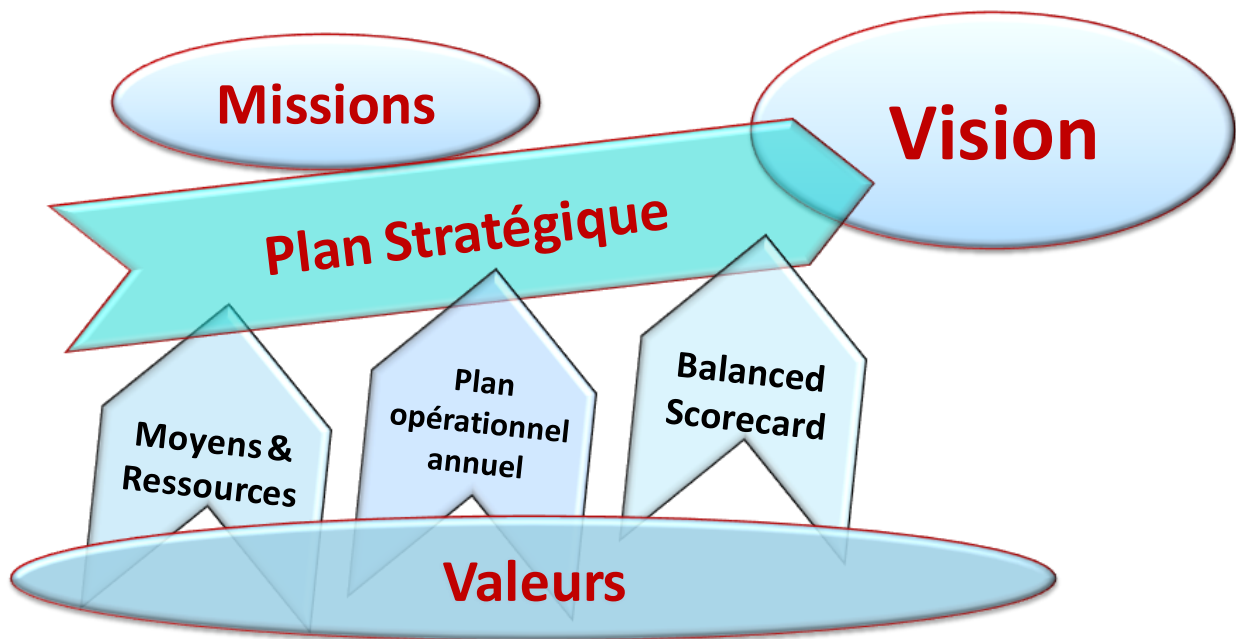 Missions
Vision
Plan Stratégique
Moyens &
Ressources
Plan
opérationnel
annuel
Balanced
Scorecard
Valeurs